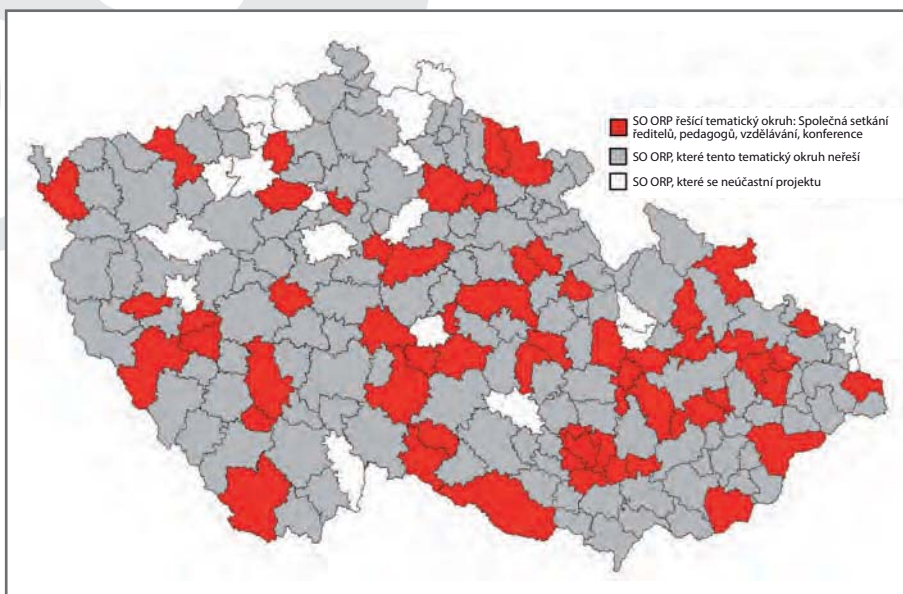 SO ORP řešící tematický okruh: Společná setkání
ředitelů, pedagogů, vzdělávání, konference
SO ORP, které tento tematický okruh neřeší
SO ORP, které se neúčastní projektu